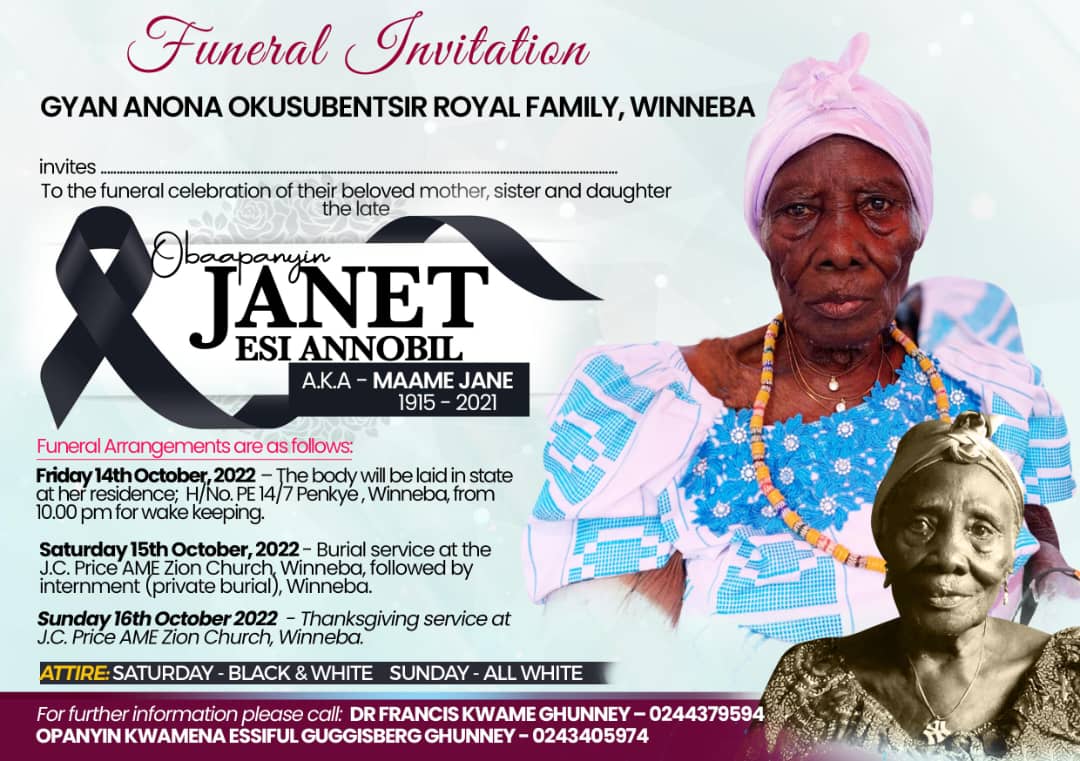 Funeral Invitation
GYAN ANONA OKUSUBENTSIR ROYAL FAMILY, WINNEBA
invites ........................................................................................................................
To the funeral celebration of their beloved mother, sister and daughter
the late
Obaapanyin
JANET
ESI ANNOBIL
A.K.A - MAAME JANE
1915 - 2021
Funeral Arrangements are as follows:
Friday 14th October, 2022 – The body will be laid in state
at her residence; H/No. PE 14/7 Penkye , Winneba, from
10.00 pm for wake keeping.
Saturday 15th October, 2022 - Burial service at the
J.C. Price AME Zion Church, Winneba, followed by
internment (private burial), Winneba.
Sunday 16th October 2022 - Thanksgiving service at
J.C. Price AME Zion Church, Winneba.
ATTIRE: SATURDAY - BLACK & WHITE SUNDAY - ALL WHITE
For further information please call: DR FRANCIS KWAME GHUNNEY – 0244379594
OPANYIN KWAMENA ESSIFUL GUGGISBERG GHUNNEY - 0243405974
NY